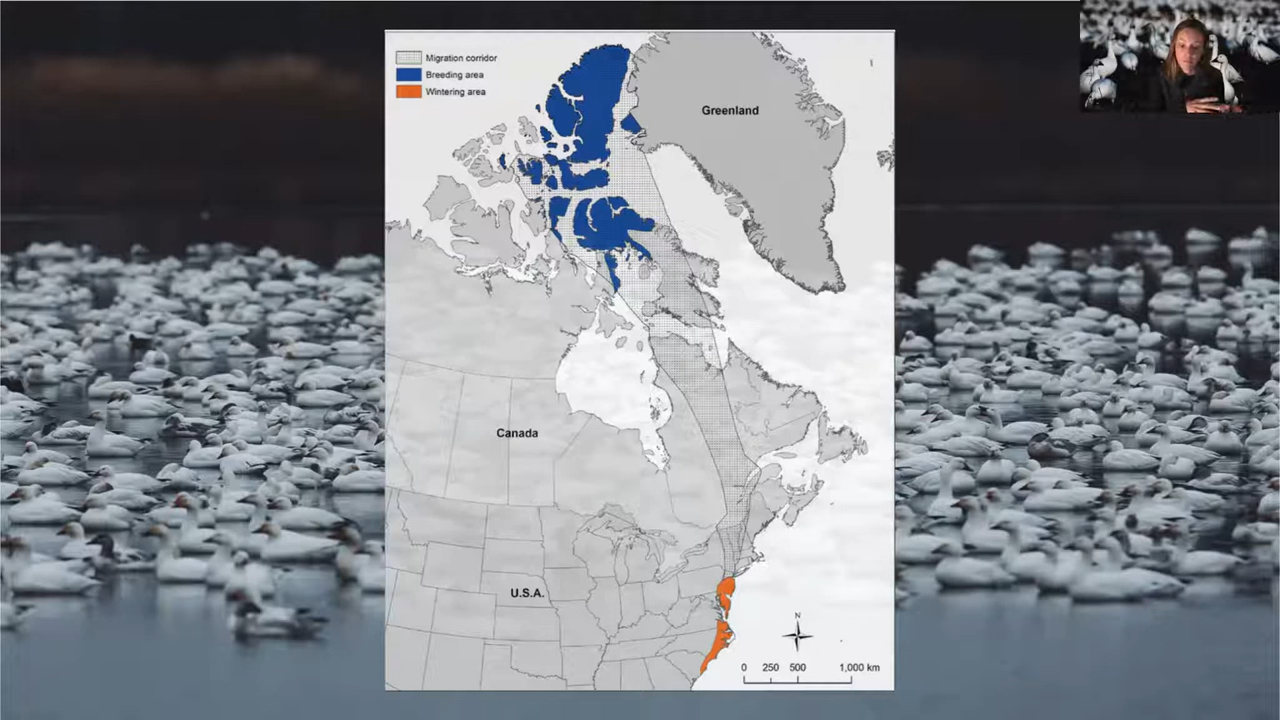 Migration corridor
Breeding area
Wintering area
Greenland
Canada
U.S.A.
N
0 250 500 1,000 km